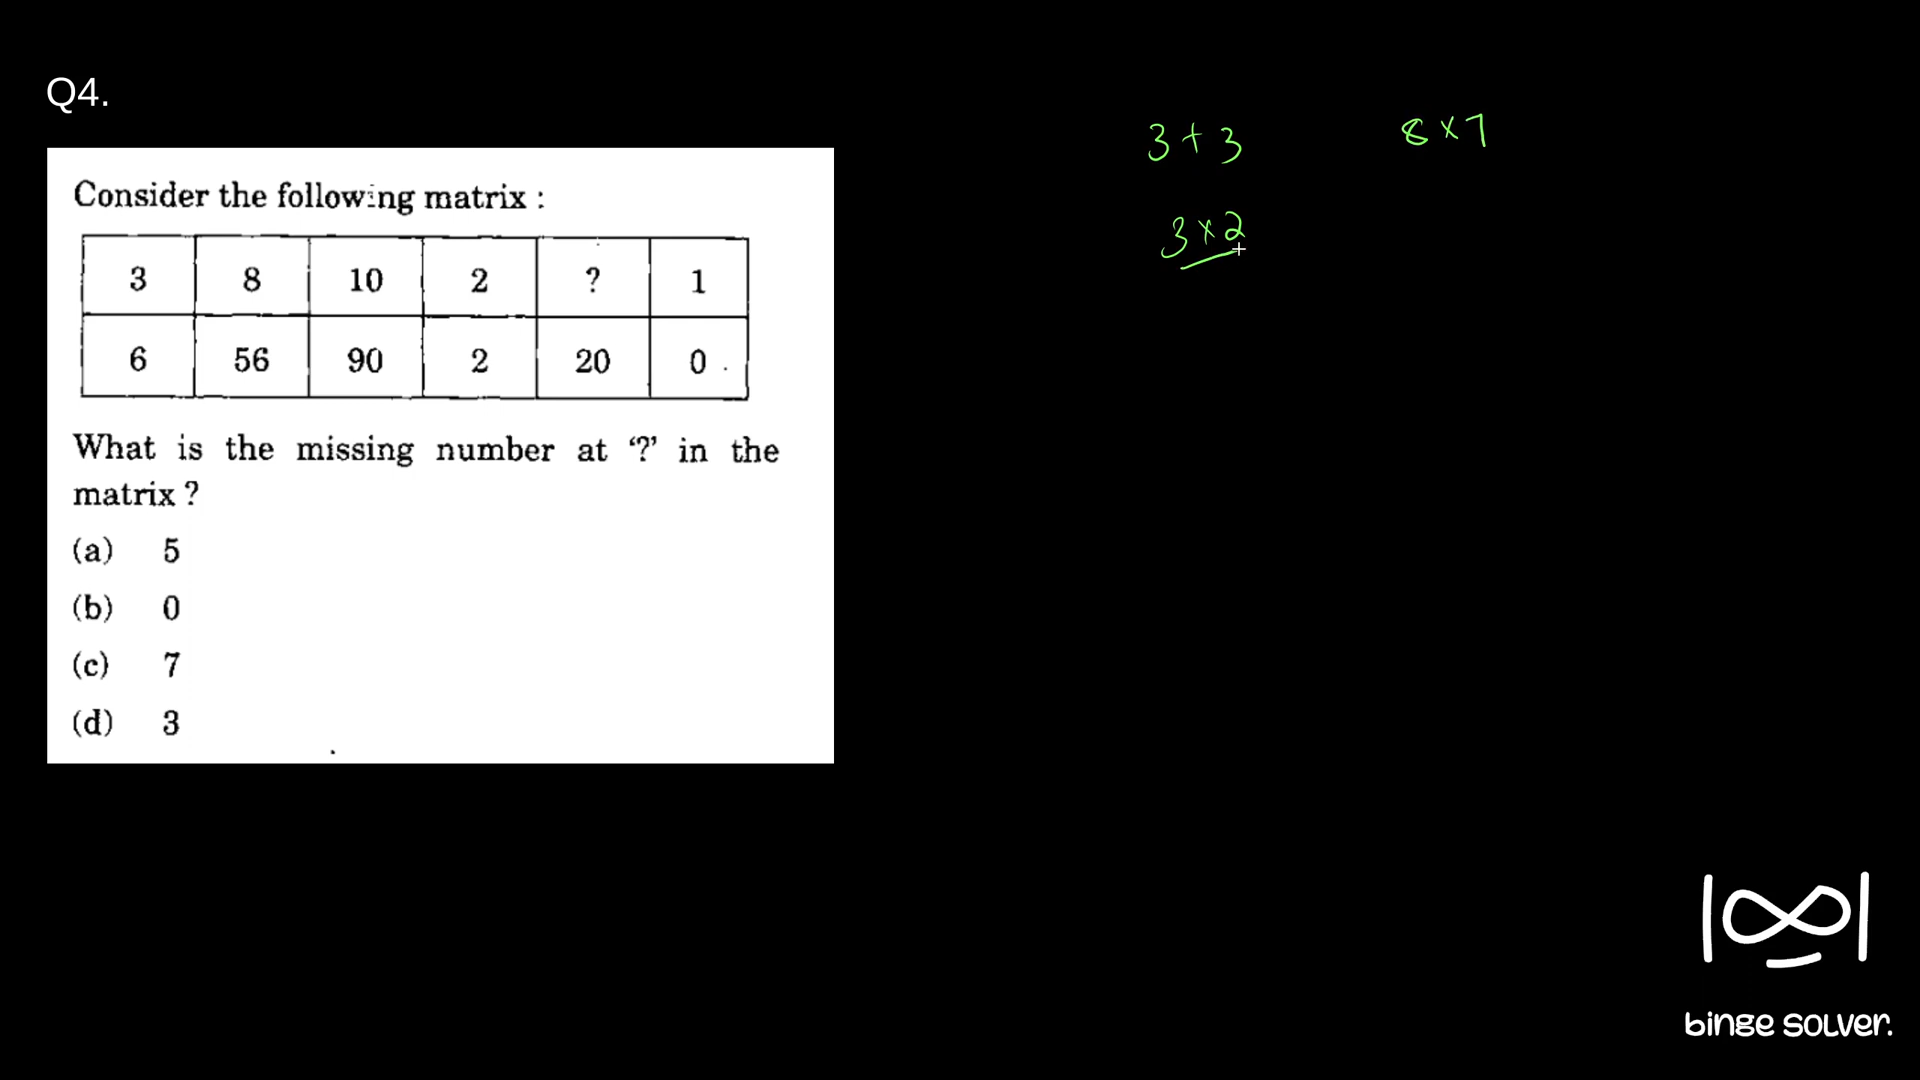 Q4.
Consider the following matrix :
3 8 10 2 ? 1
6 56 90 2 20 0
What is the missing number at ‘?’ in the
matrix ?
(a) 5
(b) 0
(c) 7
(d) 3
3 + 3
8 × 7
3 × 2
binge solver.